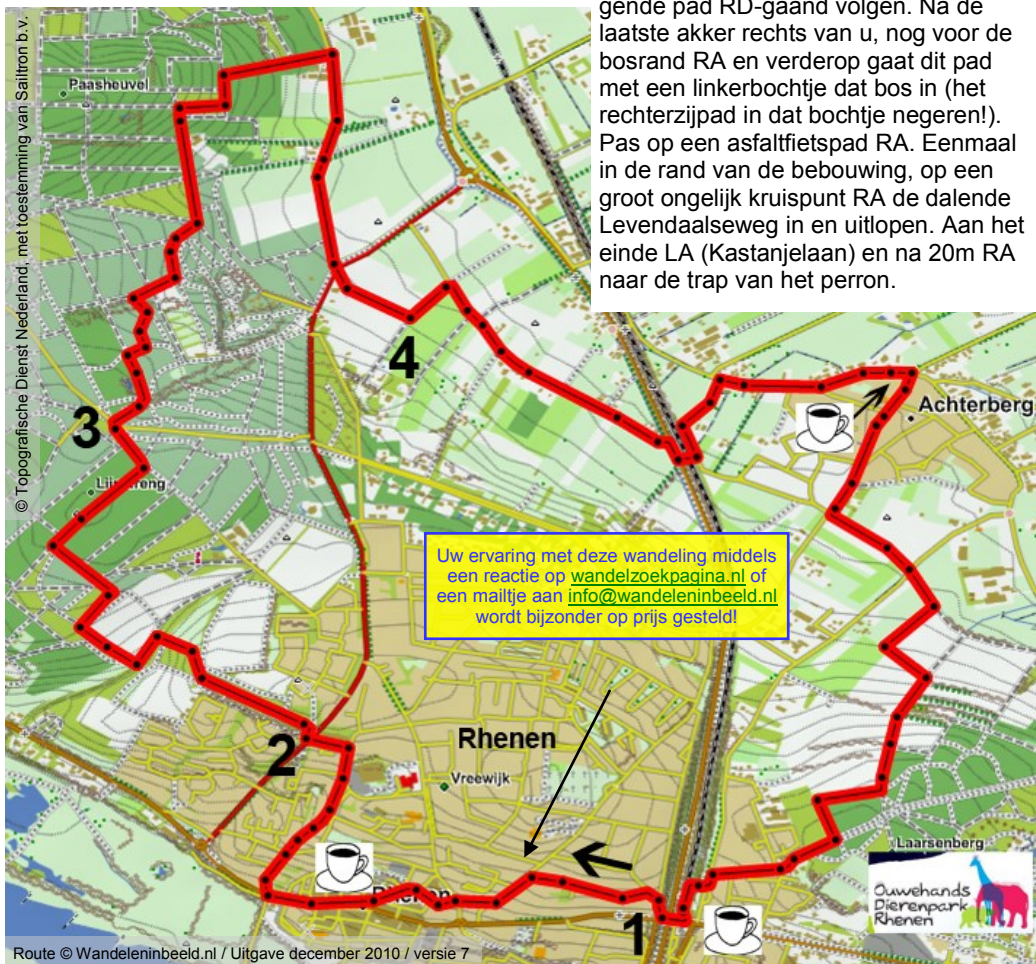 gende pad RD-gaand volgen. Na de
laatste akker rechts van u, nog voor de
bosrand RA en verderop gaat dit pad
met een linkerbochtje dat bos in (het
rechterzijpad in dat bochtje negeren!).
Pas op een asfaltfietspad RA. Eenmaal
in de rand van de bebouwing, op een
groot ongelijk kruispunt RA de dalende
Levendaalseweg in en uitlopen. Aan het
einde LA (Kastanjelaan) en na 20m RA
naar de trap van het perron.
© Topografische Dienst Nederland, met toestemming van Sailtron b.v.
Paasheuvel
4
3
Achterberg
Uw ervaring met deze wandeling middels
een reactie op wandelzoekpagina.nl of
een mailtje aan info@wandeleninbeeld.nl
wordt bijzonder op prijs gesteld!
2
Rhenen
Vreewijk
Laarsenberg
Ouwehands
Dierenpark
Rhenen
1
Route © Wandeleninbeeld.nl / Uitgave december 2010 / versie 7